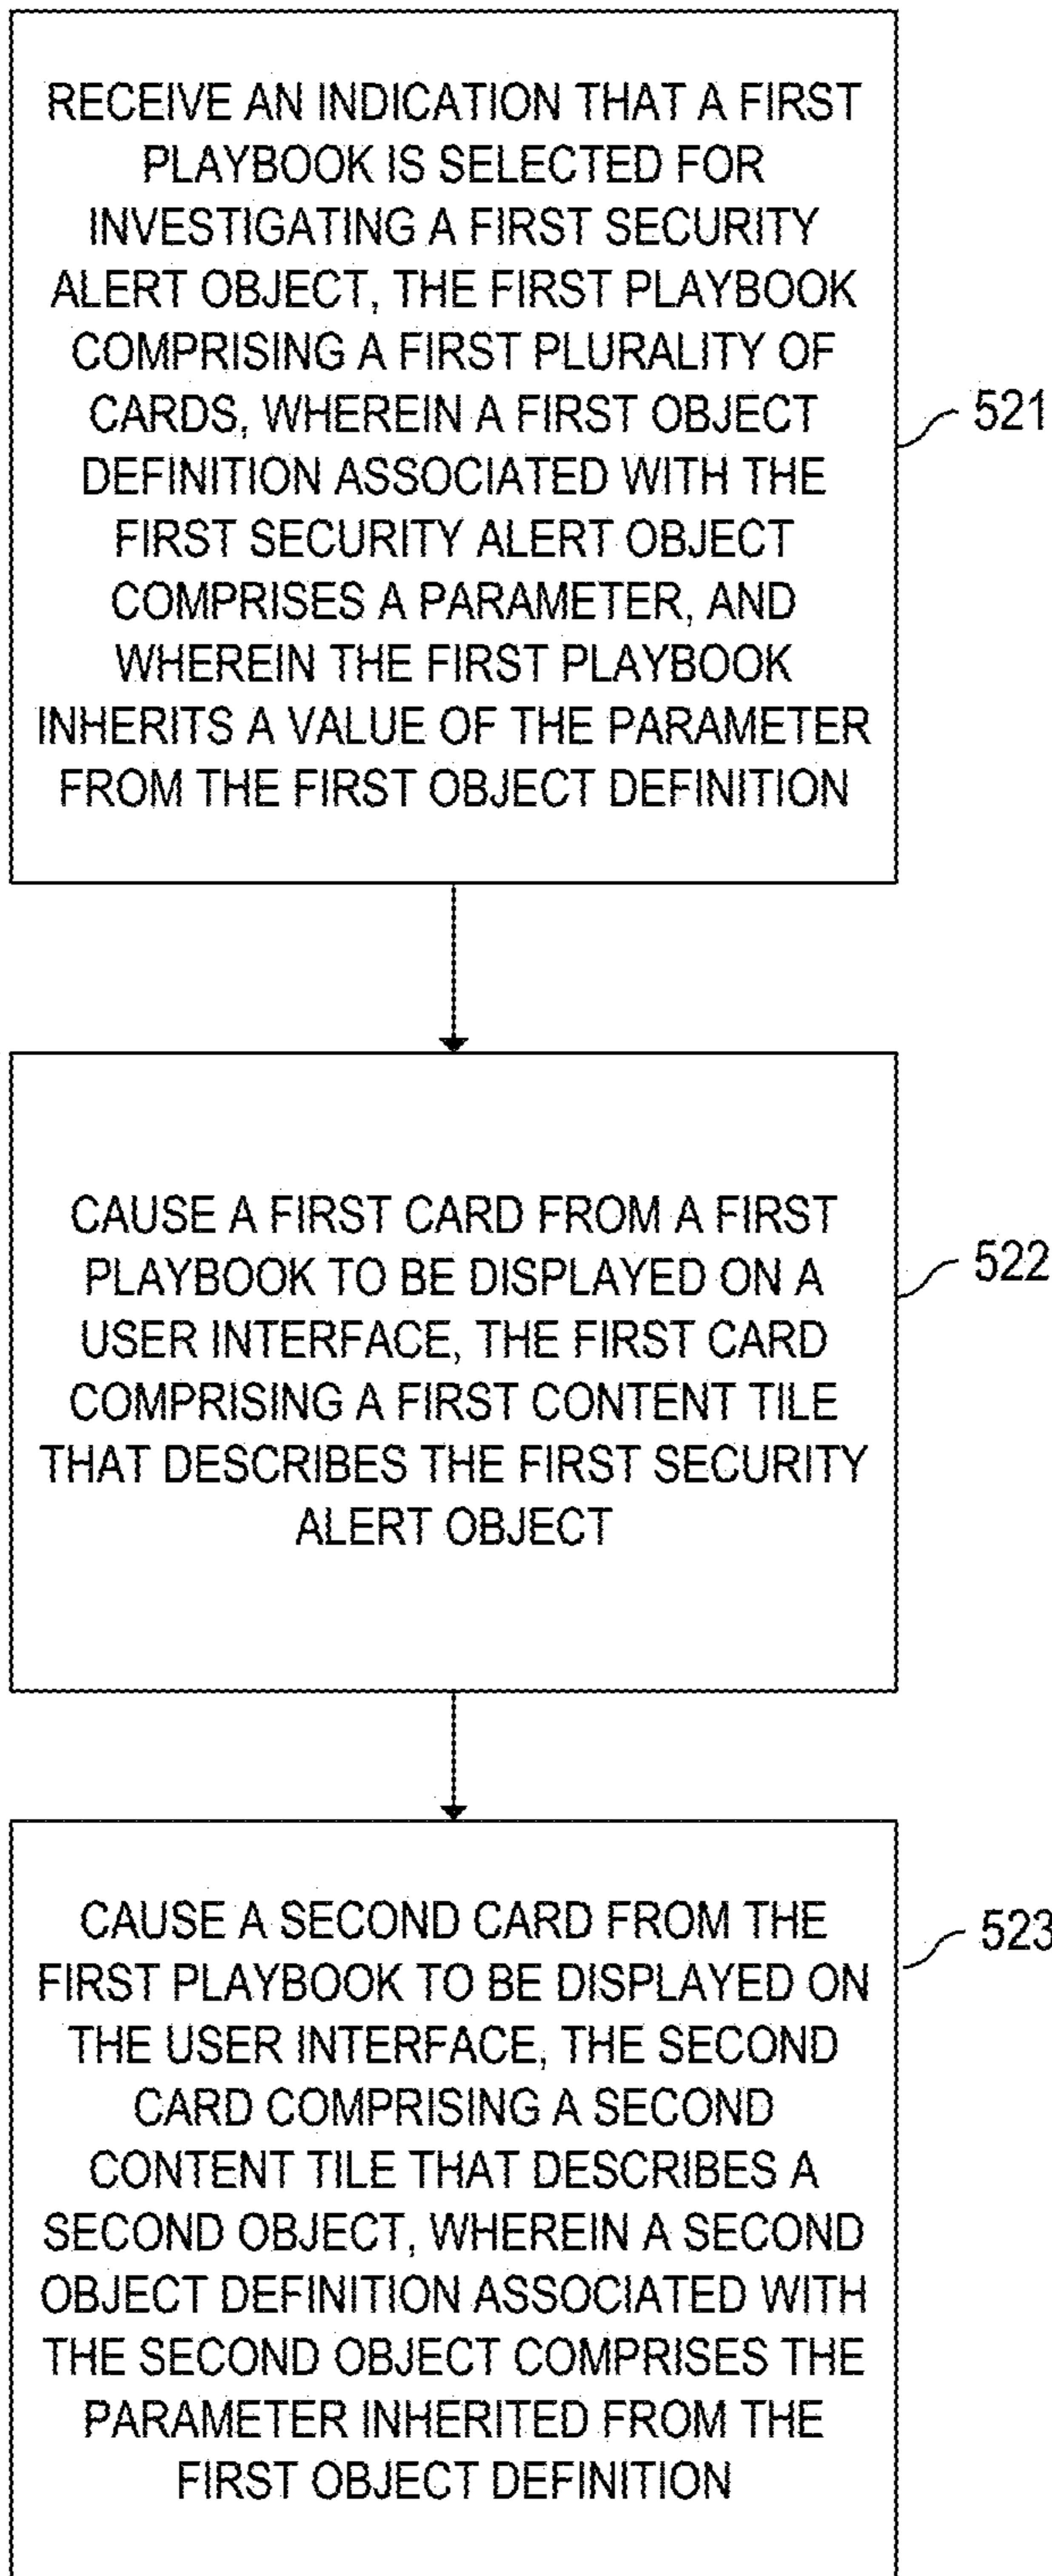 RECEIVE AN INDICATION THAT A FIRST
PLAYBOOK IS SELECTED FOR
INVESTIGATING A FIRST SECURITY
ALERT OBJECT, THE FIRST PLAYBOOK
COMPRISING A FIRST PLURALITY OF
CARDS, WHEREIN A FIRST OBJECT
DEFINITION ASSOCIATED WITH THE
FIRST SECURITY ALERT OBJECT
COMPRISES A PARAMETER, AND
WHEREIN THE FIRST PLAYBOOK
INHERITS A VALUE OF THE PARAMETER
FROM THE FIRST OBJECT DEFINITION
521
CAUSE A FIRST CARD FROM A FIRST
PLAYBOOK TO BE DISPLAYED ON A
USER INTERFACE, THE FIRST CARD
COMPRISING A FIRST CONTENT TILE
THAT DESCRIBES THE FIRST SECURITY
ALERT OBJECT
522
CAUSE A SECOND CARD FROM THE
FIRST PLAYBOOK TO BE DISPLAYED ON
THE USER INTERFACE, THE SECOND
CARD COMPRISING A SECOND
CONTENT TILE THAT DESCRIBES A
SECOND OBJECT, WHEREIN A SECOND
OBJECT DEFINITION ASSOCIATED WITH
THE SECOND OBJECT COMPRISES THE
PARAMETER INHERITED FROM THE
FIRST OBJECT DEFINITION
523